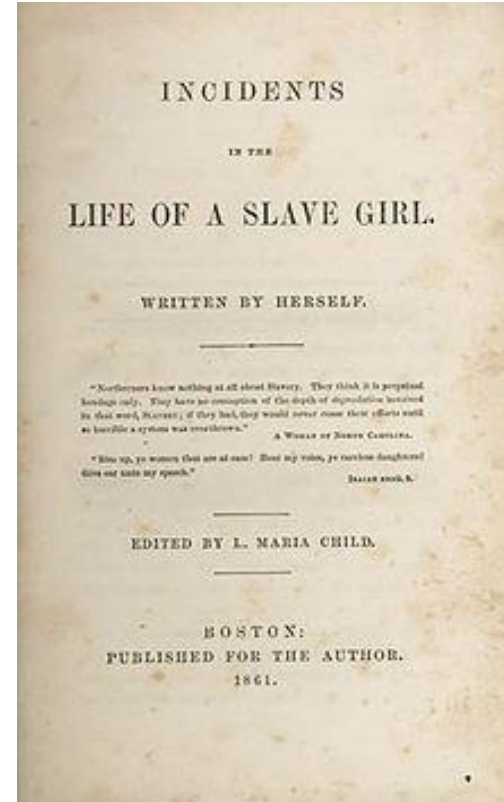 INCIDENTS
IN THE
LIFE OF A SLAVE GIRL.
WRITTEN BY HERSELF.
"Northerners know nothing at all about Slavery. They think it is perpetual
bondage only. They have no conception of the depth of degradation involved
in that word, SLAVERY; if they had, they would never cease their efforts until
so horrible a system was overthrown."
A WOMAN OF NORTH CAROLINA.
"Rise up, ye women that are at ease! Hear my voice, ye careless daughters!
Give ear unto my speech."
ISAIAH xxxii. 9.
EDITED BY L. MARIA CHILD.
BOSTON:
PUBLISHED FOR THE AUTHOR.
1861.